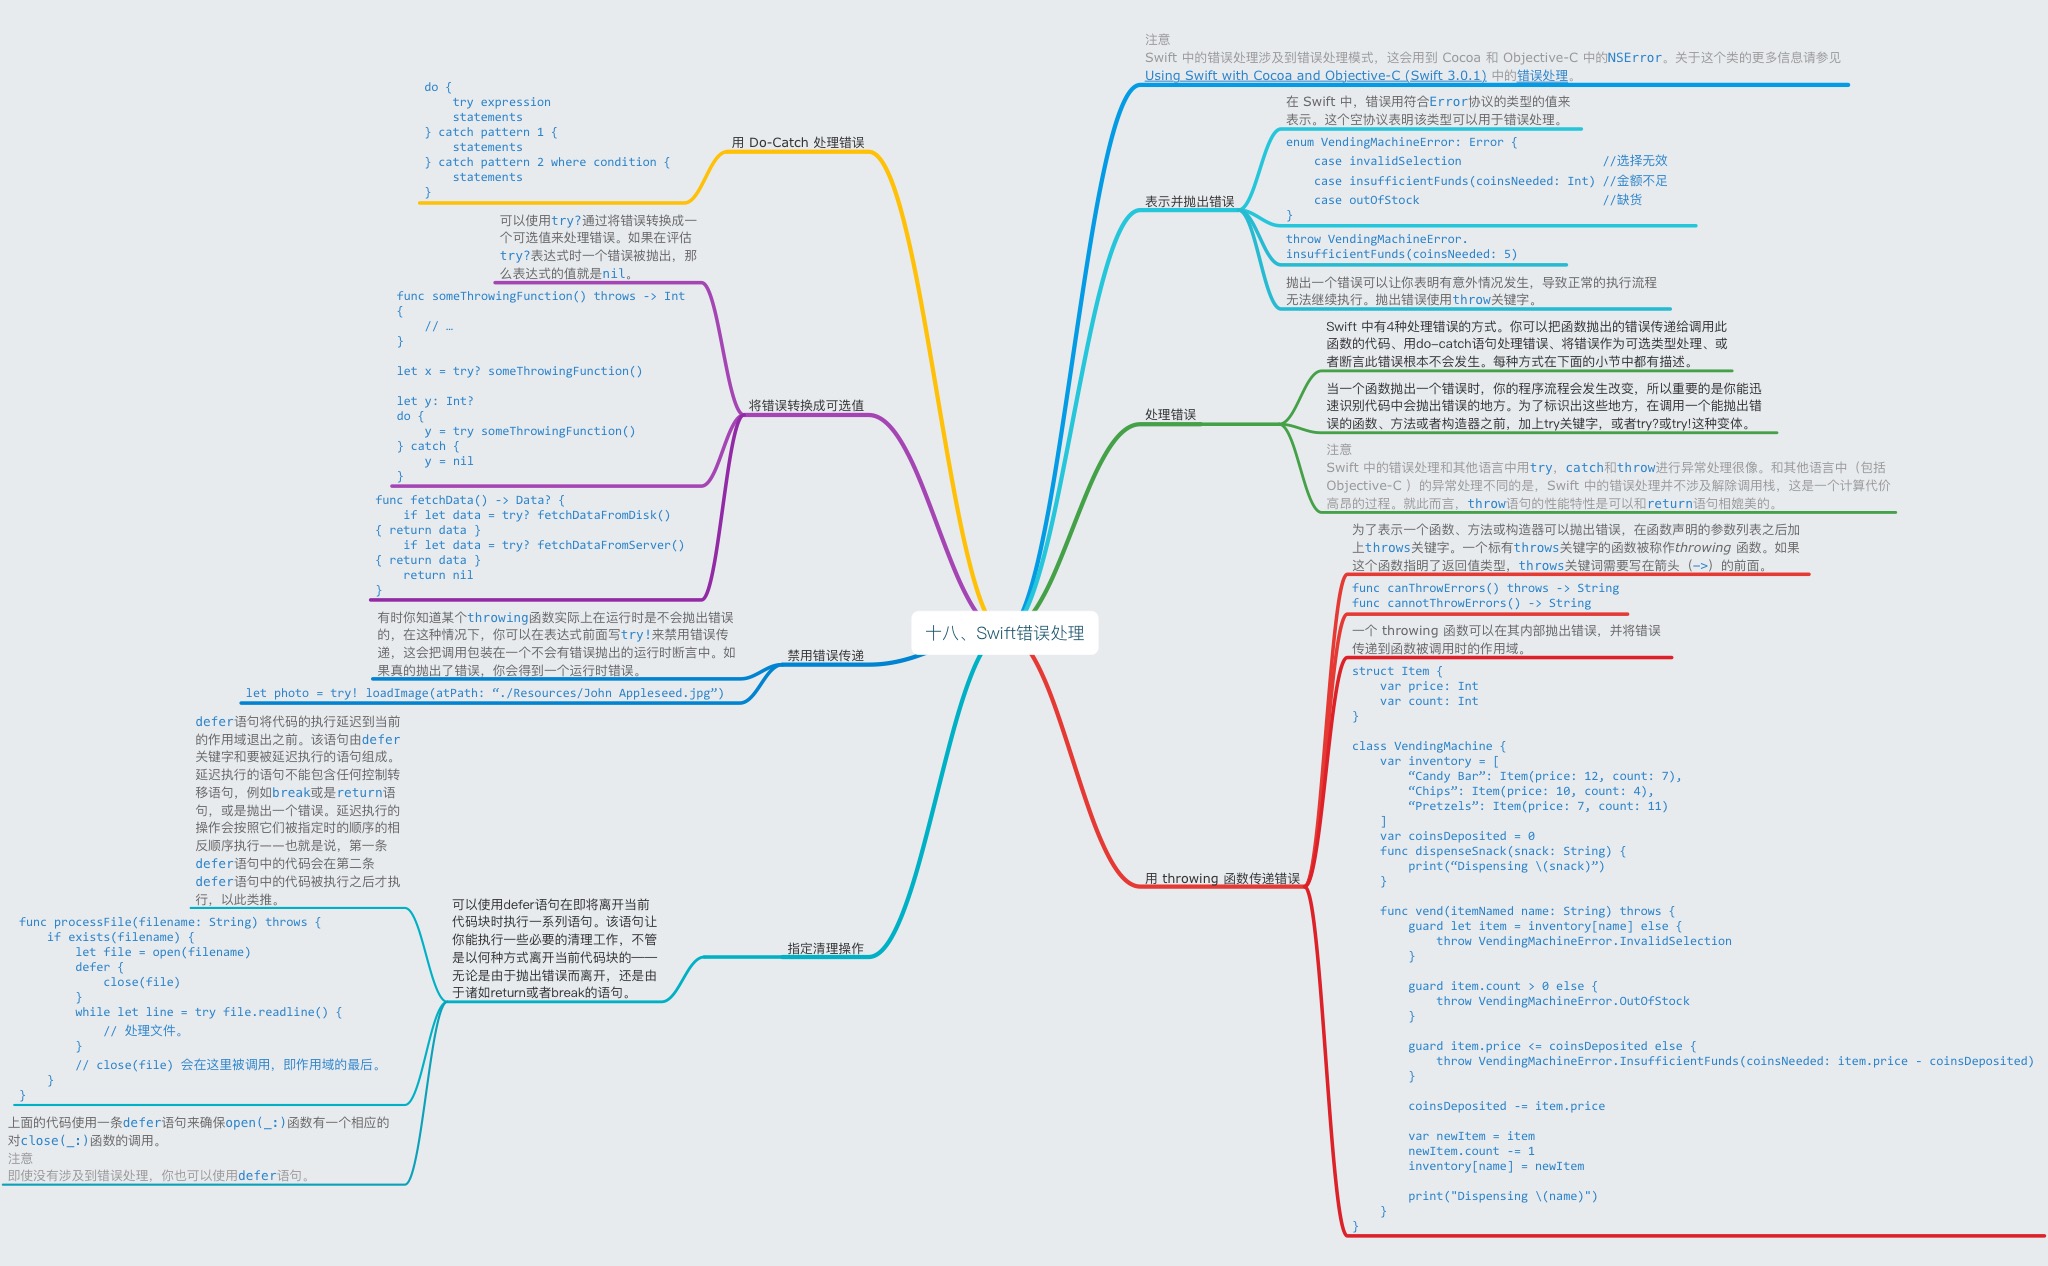 十八、Swift错误处理
注意
Swift 中的错误处理涉及到错误处理模式，这会用到 Cocoa 和 Objective-C 中的NSError。关于这个类的更多信息请参见
Using Swift with Cocoa and Objective-C (Swift 3.0.1) 中的错误处理。
表示并抛出错误
在 Swift 中，错误用符合Error协议的类型的值来
表示。这个空协议表明该类型可以用于错误处理。
enum VendingMachineError: Error {
    case invalidSelection                    //选择无效
    case insufficientFunds(coinsNeeded: Int) //金额不足
    case outOfStock                          //缺货
}
throw VendingMachineError.
insufficientFunds(coinsNeeded: 5)
抛出一个错误可以让你表明有意外情况发生，导致正常的执行流程
无法继续执行。抛出错误使用throw关键字。
处理错误
Swift 中有4种处理错误的方式。你可以把函数抛出的错误传递给调用此
函数的代码、用do-catch语句处理错误、将错误作为可选类型处理、或
者断言此错误根本不会发生。每种方式在下面的小节中都有描述。
当一个函数抛出一个错误时，你的程序流程会发生改变，所以重要的是你能迅
速识别代码中会抛出错误的地方。为了标识出这些地方，在调用一个能抛出错
误的函数、方法或者构造器之前，加上try关键字，或者try?或try!这种变体。
注意
Swift 中的错误处理和其他语言中用try，catch和throw进行异常处理很像。和其他语言中（包括
Objective-C ）的异常处理不同的是，Swift 中的错误处理并不涉及解除调用栈，这是一个计算代价
高昂的过程。就此而言，throw语句的性能特性是可以和return语句相媲美的。
用 throwing 函数传递错误
为了表示一个函数、方法或构造器可以抛出错误，在函数声明的参数列表之后加
上throws关键字。一个标有throws关键字的函数被称作throwing 函数。如果
这个函数指明了返回值类型，throws关键词需要写在箭头（->）的前面。
func canThrowErrors() throws -> String
func cannotThrowErrors() -> String
一个 throwing 函数可以在其内部抛出错误，并将错误
传递到函数被调用时的作用域。
struct Item {
    var price: Int
    var count: Int
}
class VendingMachine {
    var inventory = [
        “Candy Bar”: Item(price: 12, count: 7),
        “Chips”: Item(price: 10, count: 4),
        “Pretzels”: Item(price: 7, count: 11)
    ]
    var coinsDeposited = 0
    func dispenseSnack(snack: String) {
        print(“Dispensing \(snack)”)
    }
    func vend(itemNamed name: String) throws {
        guard let item = inventory[name] else {
            throw VendingMachineError.InvalidSelection
        }
        guard item.count > 0 else {
            throw VendingMachineError.OutOfStock
        }
        guard item.price <= coinsDeposited else {
            throw VendingMachineError.InsufficientFunds(coinsNeeded: item.price - coinsDeposited)
        }
        coinsDeposited -= item.price
        var newItem = item
        newItem.count -= 1
        inventory[name] = newItem
        print("Dispensing \(name)")
    }
}
用 Do-Catch 处理错误
do {
    try expression
    statements
} catch pattern 1 {
    statements
} catch pattern 2 where condition {
    statements
}
将错误转换成可选值
可以使用try?通过将错误转换成一
个可选值来处理错误。如果在评估
try?表达式时一个错误被抛出，那
么表达式的值就是nil。
func someThrowingFunction() throws -> Int
{
    // …
}
let x = try? someThrowingFunction()
let y: Int?
do {
    y = try someThrowingFunction()
} catch {
    y = nil
}
func fetchData() -> Data? {
    if let data = try? fetchDataFromDisk()
{ return data }
    if let data = try? fetchDataFromServer()
{ return data }
    return nil
}
禁用错误传递
有时你知道某个throwing函数实际上在运行时是不会抛出错误
的，在这种情况下，你可以在表达式前面写try!来禁用错误传
递，这会把调用包装在一个不会有错误抛出的运行时断言中。如
果真的抛出了错误，你会得到一个运行时错误。
let photo = try! loadImage(atPath: “./Resources/John Appleseed.jpg”)
指定清理操作
可以使用defer语句在即将离开当前
代码块时执行一系列语句。该语句让
你能执行一些必要的清理工作，不管
是以何种方式离开当前代码块的——
无论是由于抛出错误而离开，还是由
于诸如return或者break的语句。
defer语句将代码的执行延迟到当前
的作用域退出之前。该语句由defer
关键字和要被延迟执行的语句组成。
延迟执行的语句不能包含任何控制转
移语句，例如break或是return语
句，或是抛出一个错误。延迟执行的
操作会按照它们被指定时的顺序的相
反顺序执行——也就是说，第一条
defer语句中的代码会在第二条
defer语句中的代码被执行之后才执
行，以此类推。
func processFile(filename: String) throws {
    if exists(filename) {
        let file = open(filename)
        defer {
            close(file)
        }
        while let line = try file.readline() {
            // 处理文件。
        }
        // close(file) 会在这里被调用，即作用域的最后。
    }
}
上面的代码使用一条defer语句来确保open(_:)函数有一个相应的
对close(_:)函数的调用。
注意
即使没有涉及到错误处理，你也可以使用defer语句。